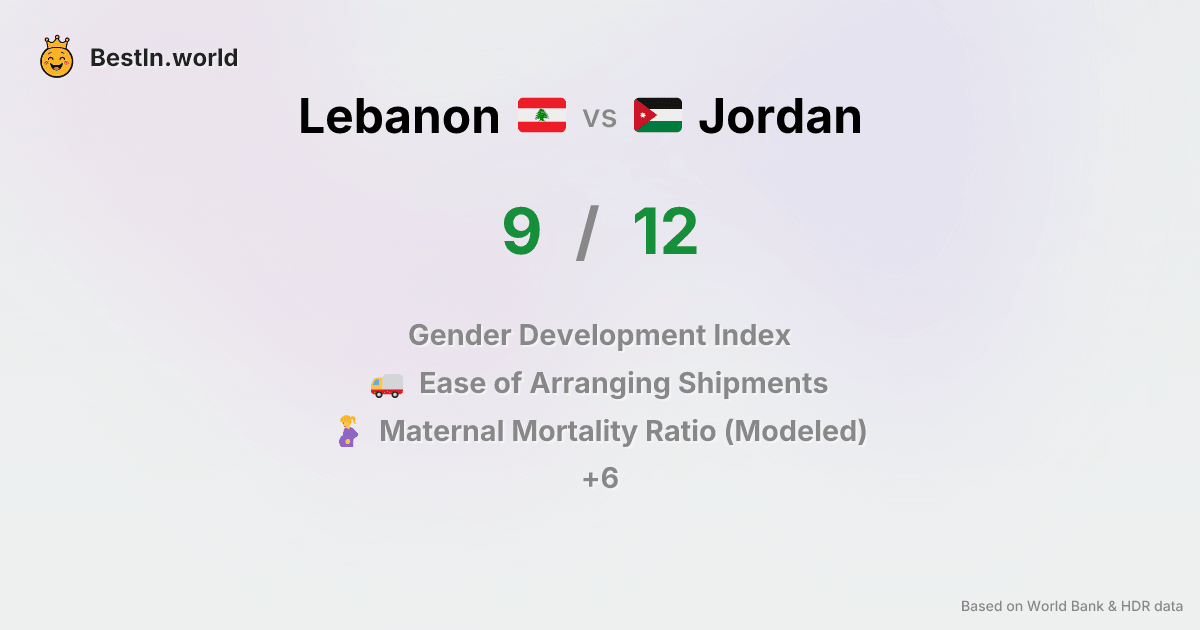 BestIn.world
Lebanon vs Jordan
9 / 12
Gender Development Index
Ease of Arranging Shipments
Maternal Mortality Ratio (Modeled)
+6
Based on World Bank & HDR data